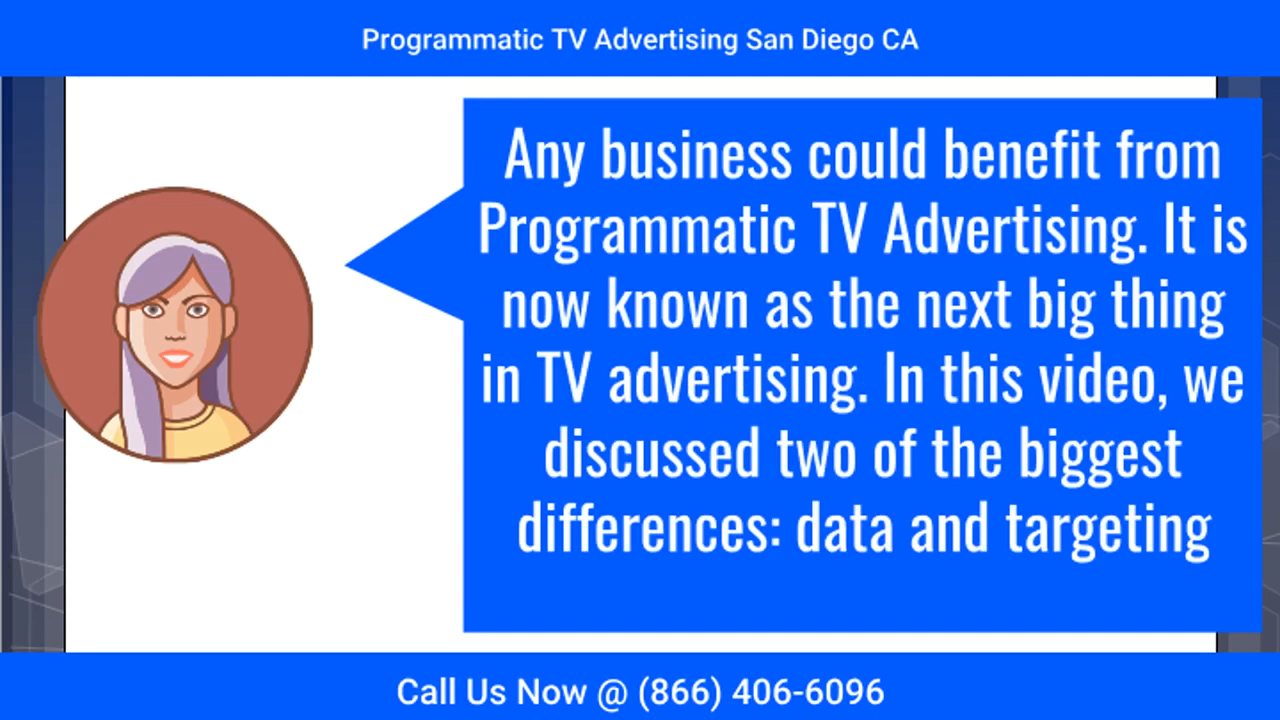 Programmatic TV Advertising San Diego CA
Any business could benefit from
Programmatic TV Advertising. It is
now known as the next big thing
in TV advertising. In this video, we
discussed two of the biggest
differences: data and targeting
Call Us Now @ (866) 406-6096